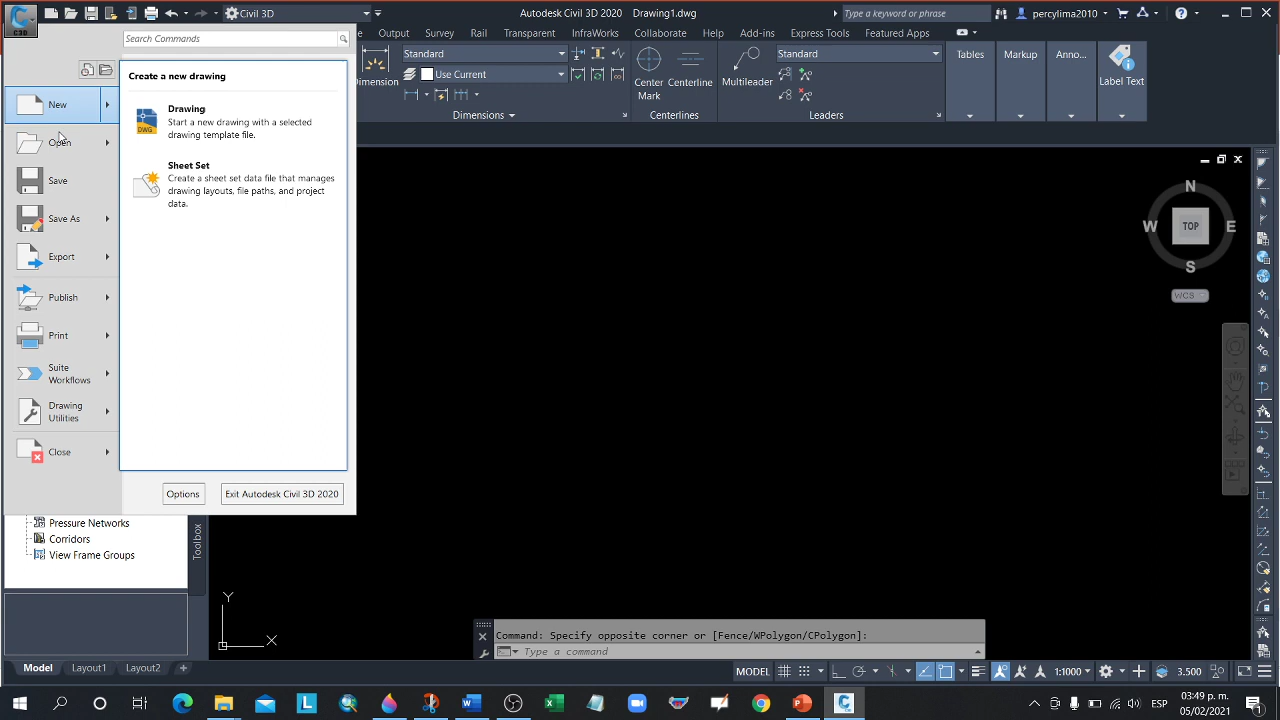 Civil 3D
Autodesk Civil 3D 2020 Drawing1.dwg
Type a keyword or phrase
percylima2010
C3D
Output Survey Rail Transparent InfraWorks Collaborate Help Add-ins Express Tools Featured Apps
Search Commands
Create a new drawing
Drawing
Start a new drawing with a selected
drawing template file.
Sheet Set
Create a sheet set data file that manages
drawing layouts, file paths, and project
data.
New
Open
Save
Save As
Export
Publish
Print
Suite
Workflows
Drawing
Utilities
Close
Options
Exit Autodesk Civil 3D 2020
Dimension
Standard
Use Current
Dimensions
Center
Mark
Centerline
Centerlines
Multileader
Standard
Leaders
Tables
Markup
Anno...
Label Text
N
W
TOP
E
S
WCS
Pressure Networks
Corridors
View Frame Groups
Toolbox
DWG
Y
X
Command: Specify opposite corner or [Fence/WPolygon/CPolygon]:
Type a command
Model Layout1 Layout2 +
MODEL
1:1000
3.500
ESP
03:49 p. m.
05/02/2021